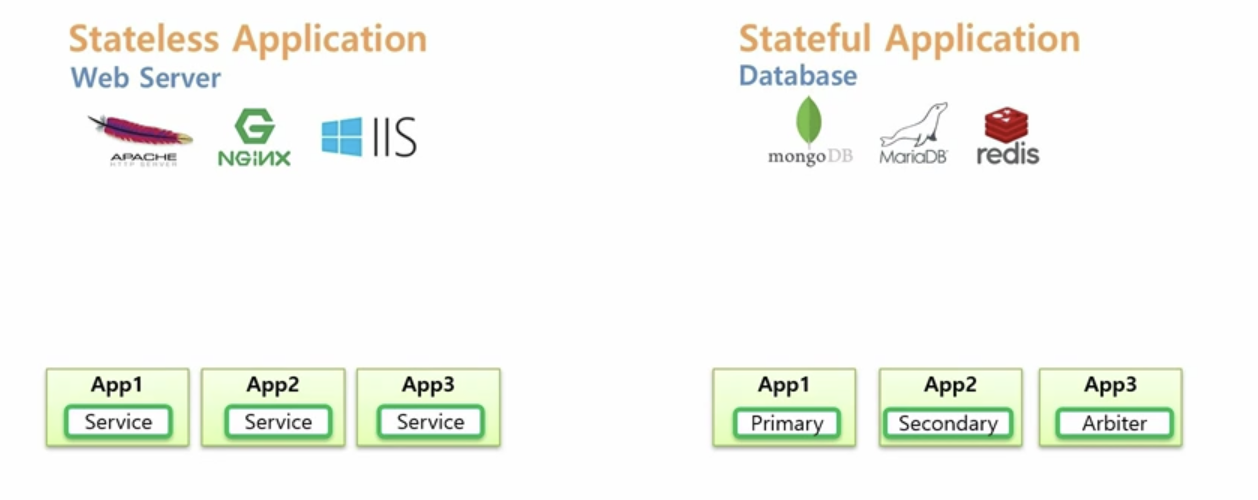 Stateless Application
Web Server
APACHE
HTTP SERVER
NGINX
IIS
App1
Service
App2
Service
App3
Service
Stateful Application
Database
mongoDB
MariaDB
redis
App1
Primary
App2
Secondary
App3
Arbiter